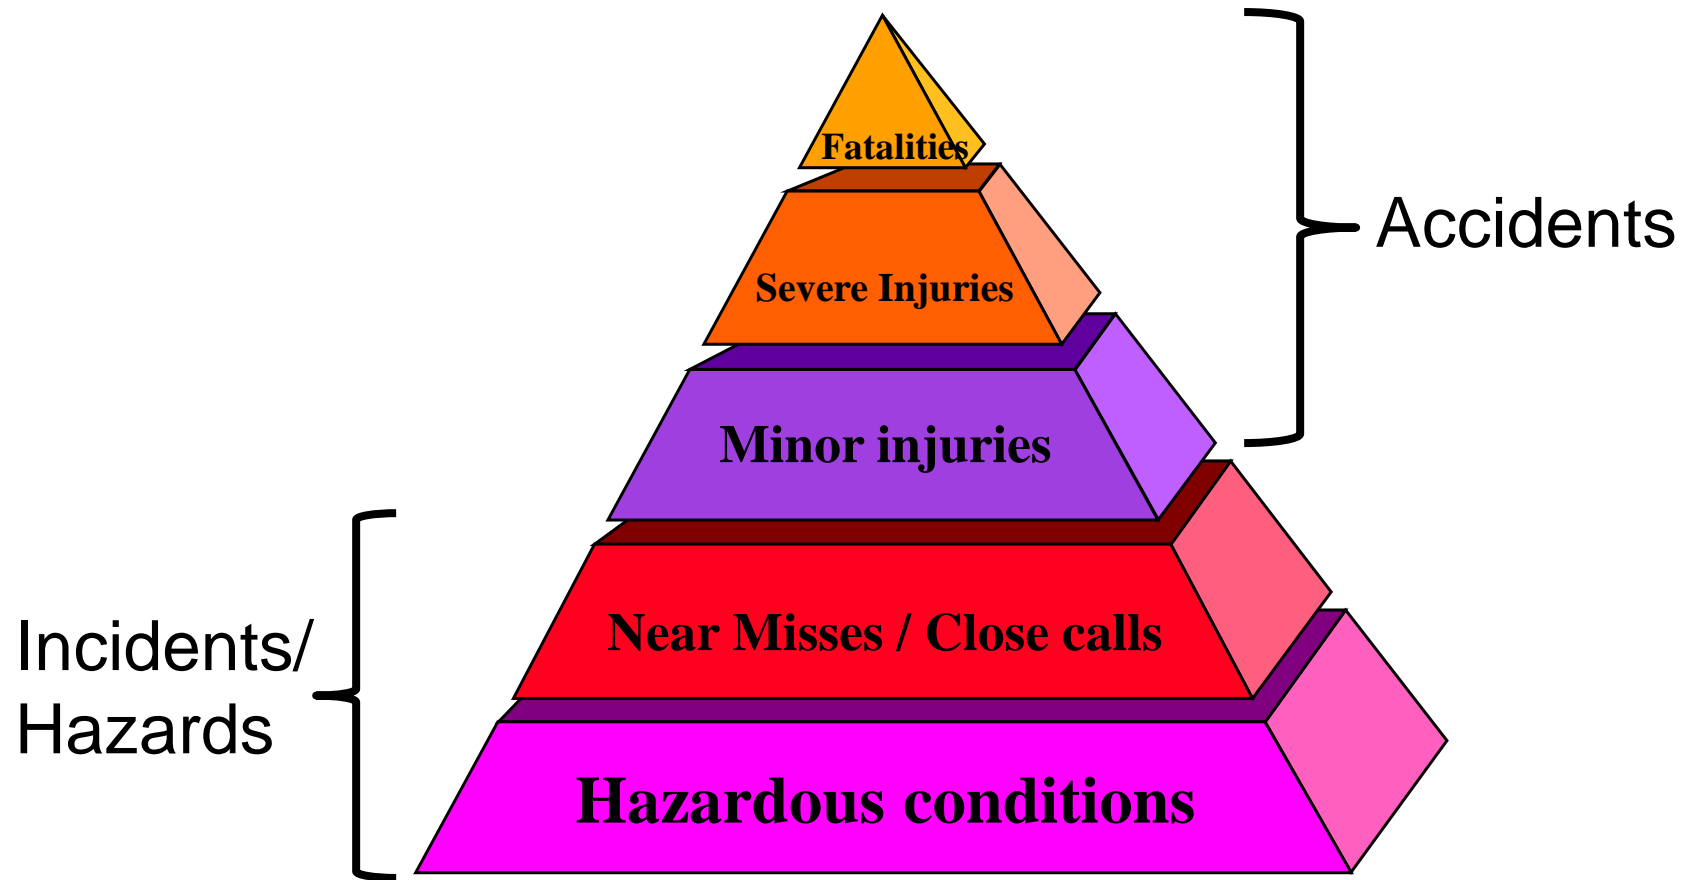 Fatalities
Accidents
Severe Injuries
Minor injuries
Near Misses / Close calls
Incidents/
Hazards
Hazardous conditions